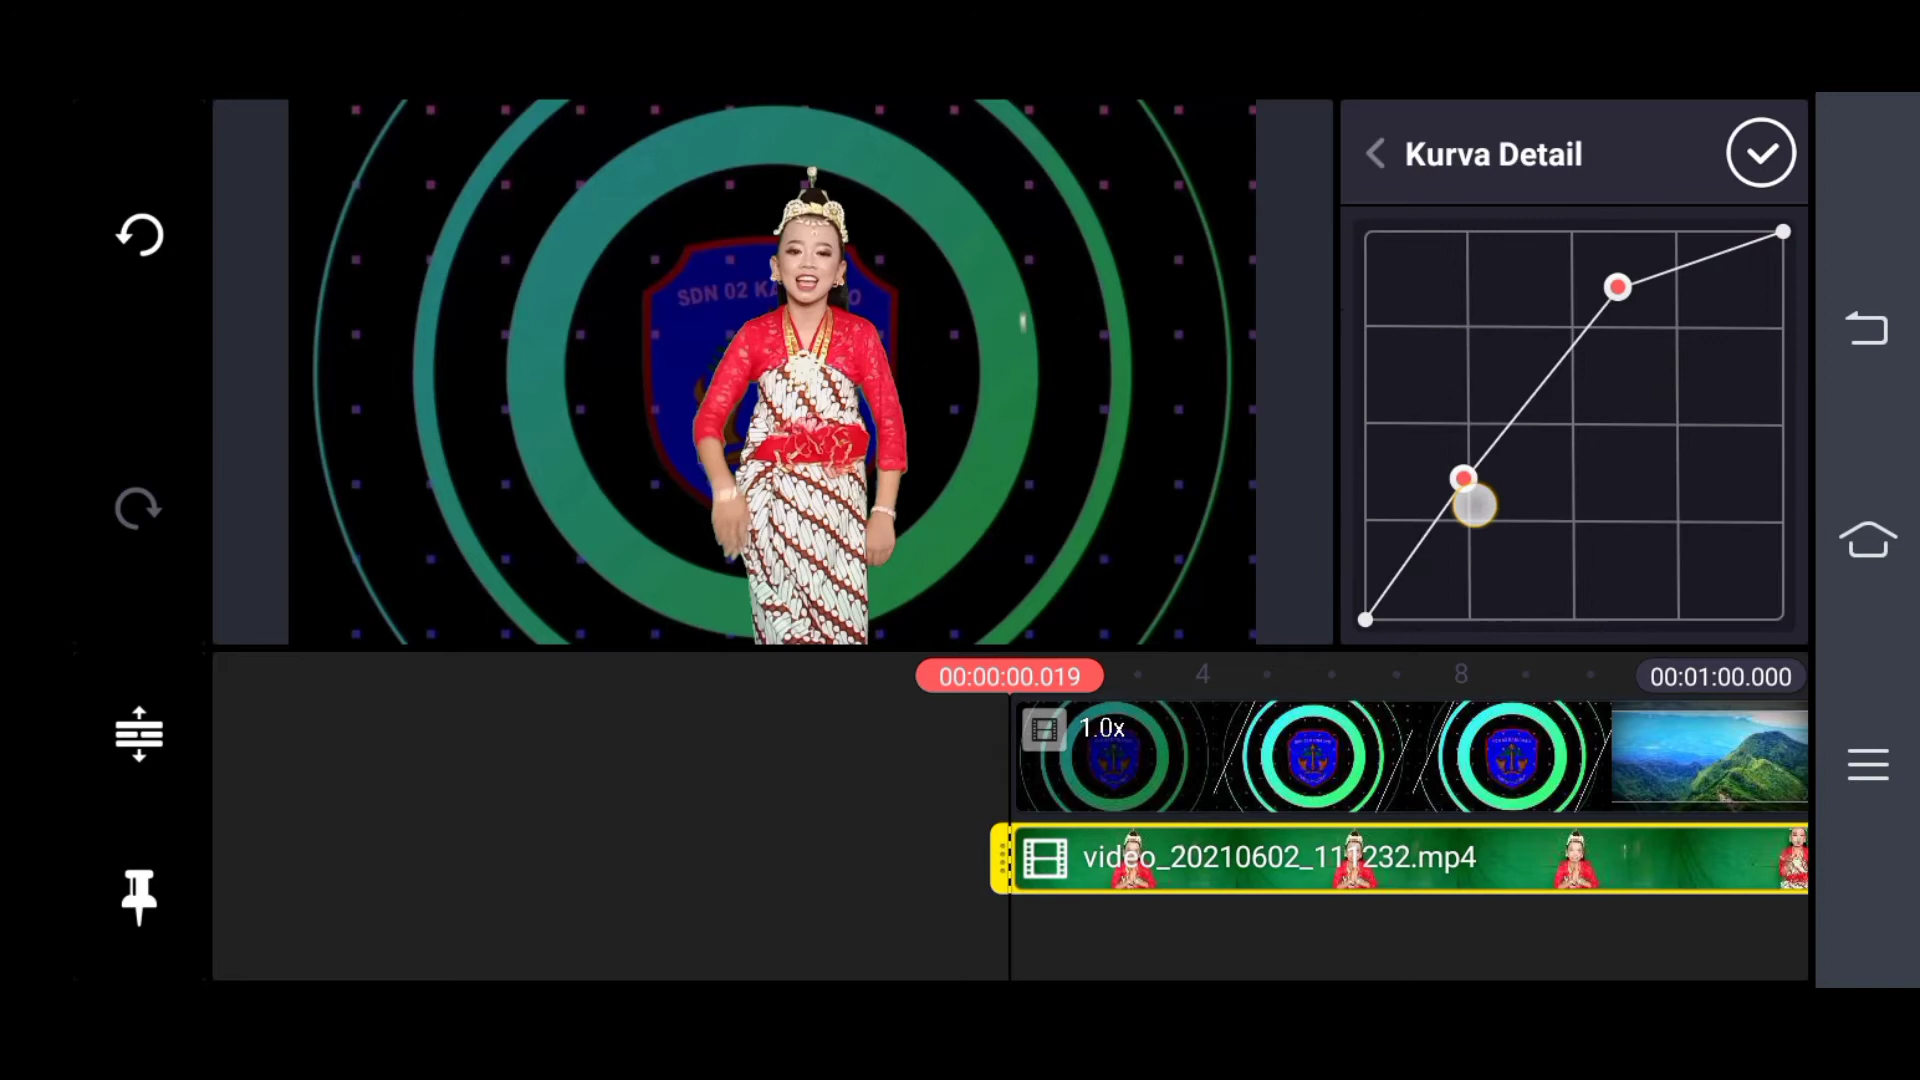 Kurva Detail
SDN 02 KA
O
00:00:00.019
4
8
00:01:00.000
1.0x
video_20210602_111232.mp4